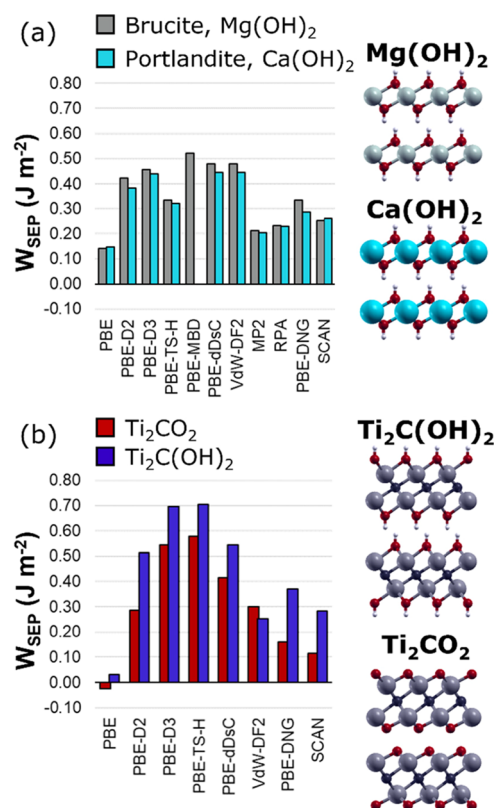 (a)
Brucite, Mg(OH)2
Portlandite, Ca(OH)2
WSEP (J m-2)
0.80
0.70
0.60
0.50
0.40
0.30
0.20
0.10
0.00
-0.10
PBE
PBE-D2
PBE-D3
PBE-TS-H
PBE-MBD
PBE-dDsC
VdW-DF2
MP2
RPA
PBE-DNG
SCAN
Mg(OH)2
Ca(OH)2
(b)
Ti2CO2
Ti2C(OH)2
WSEP (J m-2)
0.80
0.70
0.60
0.50
0.40
0.30
0.20
0.10
0.00
-0.10
PBE
PBE-D2
PBE-D3
PBE-TS-H
PBE-dDsC
VdW-DF2
PBE-DNG
SCAN
Ti2C(OH)2
Ti2CO2